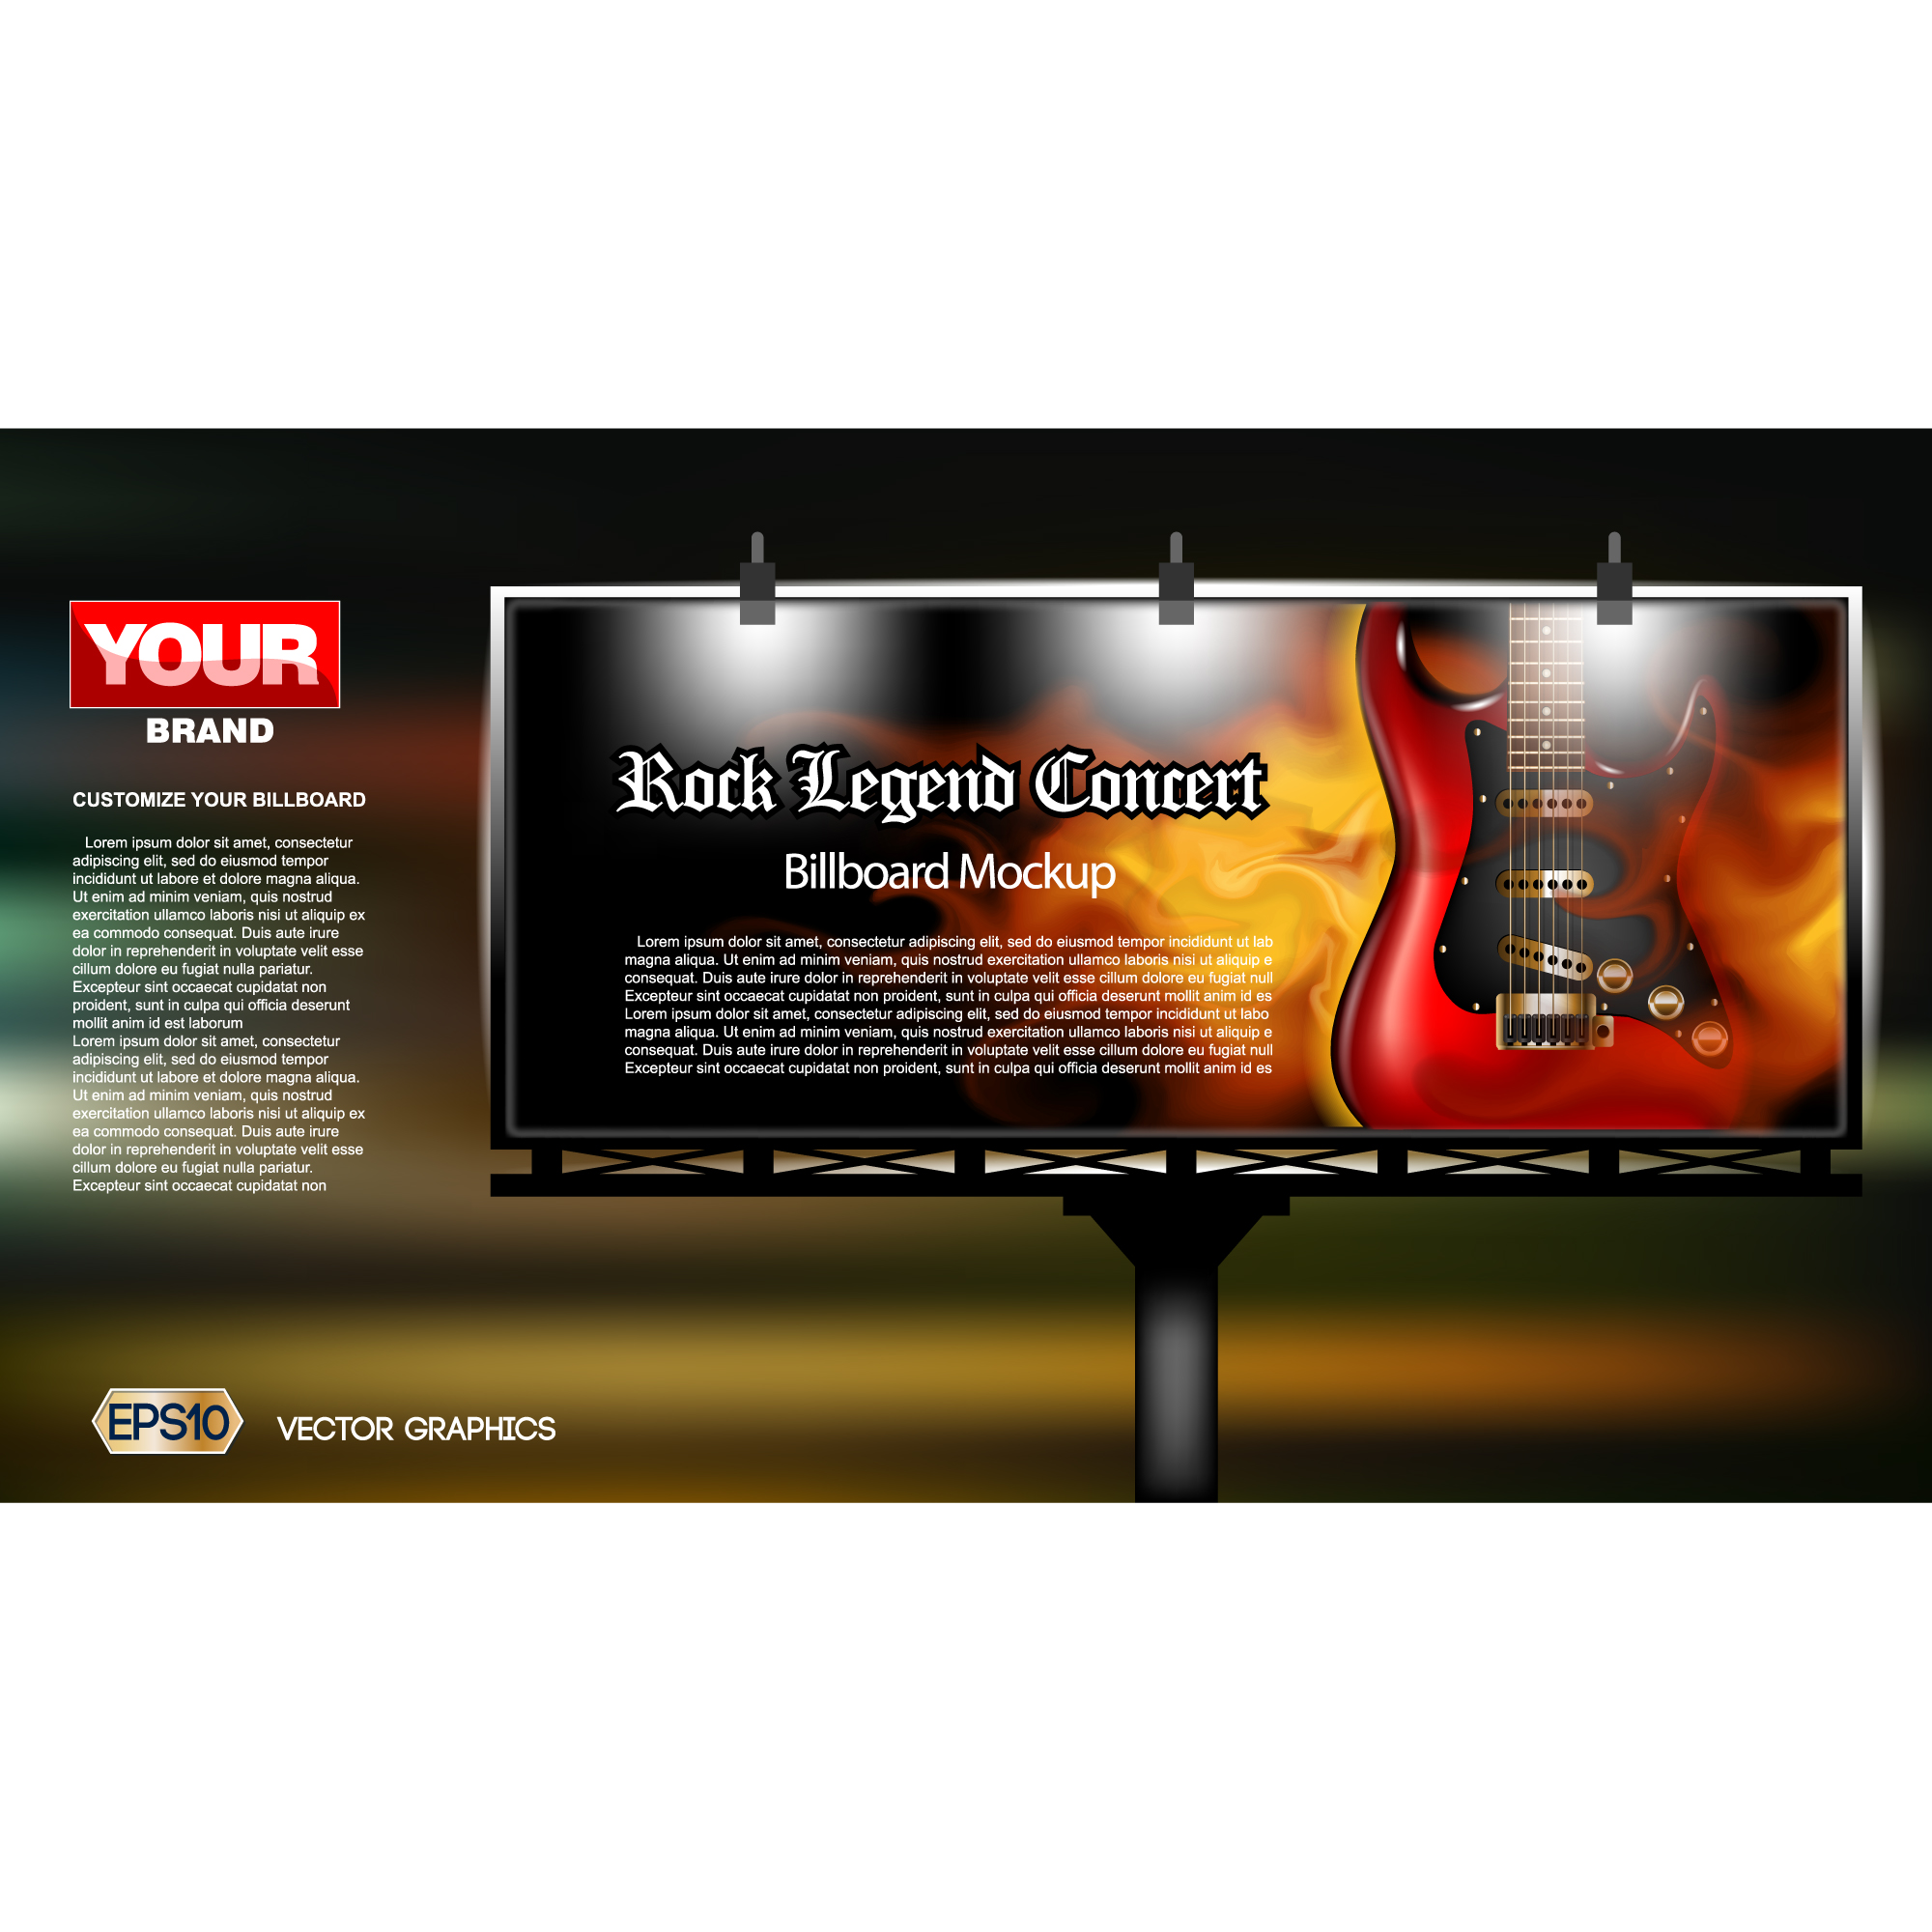 YOUR
BRAND
CUSTOMIZE YOUR BILLBOARD
Lorem ipsum dolor sit amet, consectetur
adipiscing elit, sed do eiusmod tempor
incididunt ut labore et dolore magna aliqua.
Ut enim ad minim veniam, quis nostrud
exercitation ullamco laboris nisi ut aliquip ex
ea commodo consequat. Duis aute irure
dolor in reprehenderit in voluptate velit esse
cillum dolore eu fugiat nulla pariatur.
Excepteur sint occaecat cupidatat non
proident, sunt in culpa qui officia deserunt
mollit anim id est laborum
Lorem ipsum dolor sit amet, consectetur
adipiscing elit, sed do eiusmod tempor
incididunt ut labore et dolore magna aliqua.
Ut enim ad minim veniam, quis nostrud
exercitation ullamco laboris nisi ut aliquip ex
ea commodo consequat. Duis aute irure
dolor in reprehenderit in voluptate velit esse
cillum dolore eu fugiat nulla pariatur.
Excepteur sint occaecat cupidatat non
Rock Legend Concert
Billboard Mockup
Lorem ipsum dolor sit amet, consectetur adipiscing elit, sed do eiusmod tempor incididunt ut lab
magna aliqua. Ut enim ad minim veniam, quis nostrud exercitation ullamco laboris nisi ut aliquip e
consequat. Duis aute irure dolor in reprehenderit in voluptate velit esse cillum dolore eu fugiat null
Excepteur sint occaecat cupidatat non proident, sunt in culpa qui officia deserunt mollit anim id es
Lorem ipsum dolor sit amet, consectetur adipiscing elit, sed do eiusmod tempor incididunt ut labo
magna aliqua. Ut enim ad minim veniam, quis nostrud exercitation ullamco laboris nisi ut aliquip e
consequat. Duis aute irure dolor in reprehenderit in voluptate velit esse cillum dolore eu fugiat null
Excepteur sint occaecat cupidatat non proident, sunt in culpa qui officia deserunt mollit anim id es
EPS10
VECTOR GRAPHICS